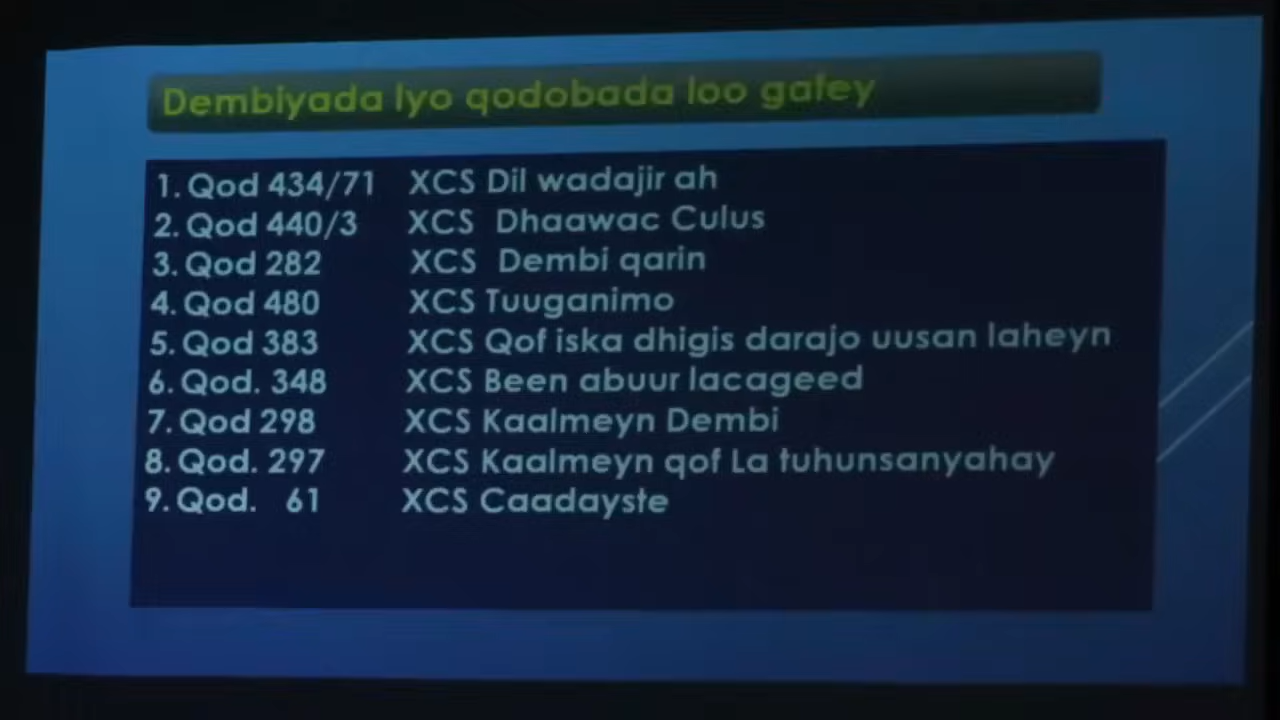 Dembiyada Iyo qodobada loo gafey
1. Qod 434/71 XCS Dil wadajir ah
2. Qod 440/3 XCS Dhaawac Culus
3. Qod 282 XCS Dembi qarin
4. Qod 480 XCS Tuuganimo
5. Qod 383 XCS Qof iska dhigis darajo uusan laheyn
6. Qod. 348 XCS Been abuur lacageed
7. Qod 298 XCS Kaalmeyn Dembi
8. Qod. 297 XCS Kaalmeyn qof La tuhunsanyahay
9. Qod. 61 XCS Caadayste